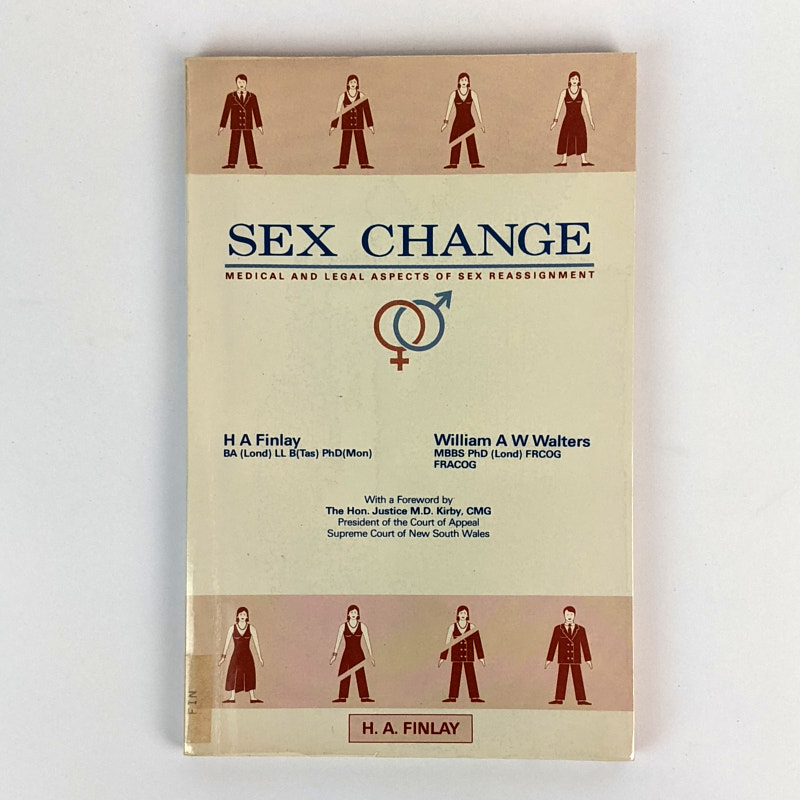 SEX CHANGE
MEDICAL AND LEGAL ASPECTS OF SEX REASSIGNMENT
H A Finlay
BA (Lond) LL B(Tas) PhD(Mon)
William A W Walters
MBBS PhD (Lond) FRCOG
FRACOG
With a Foreword by
The Hon. Justice M.D. Kirby, CMG
President of the Court of Appeal
Supreme Court of New South Wales
FIN
H. A. FINLAY